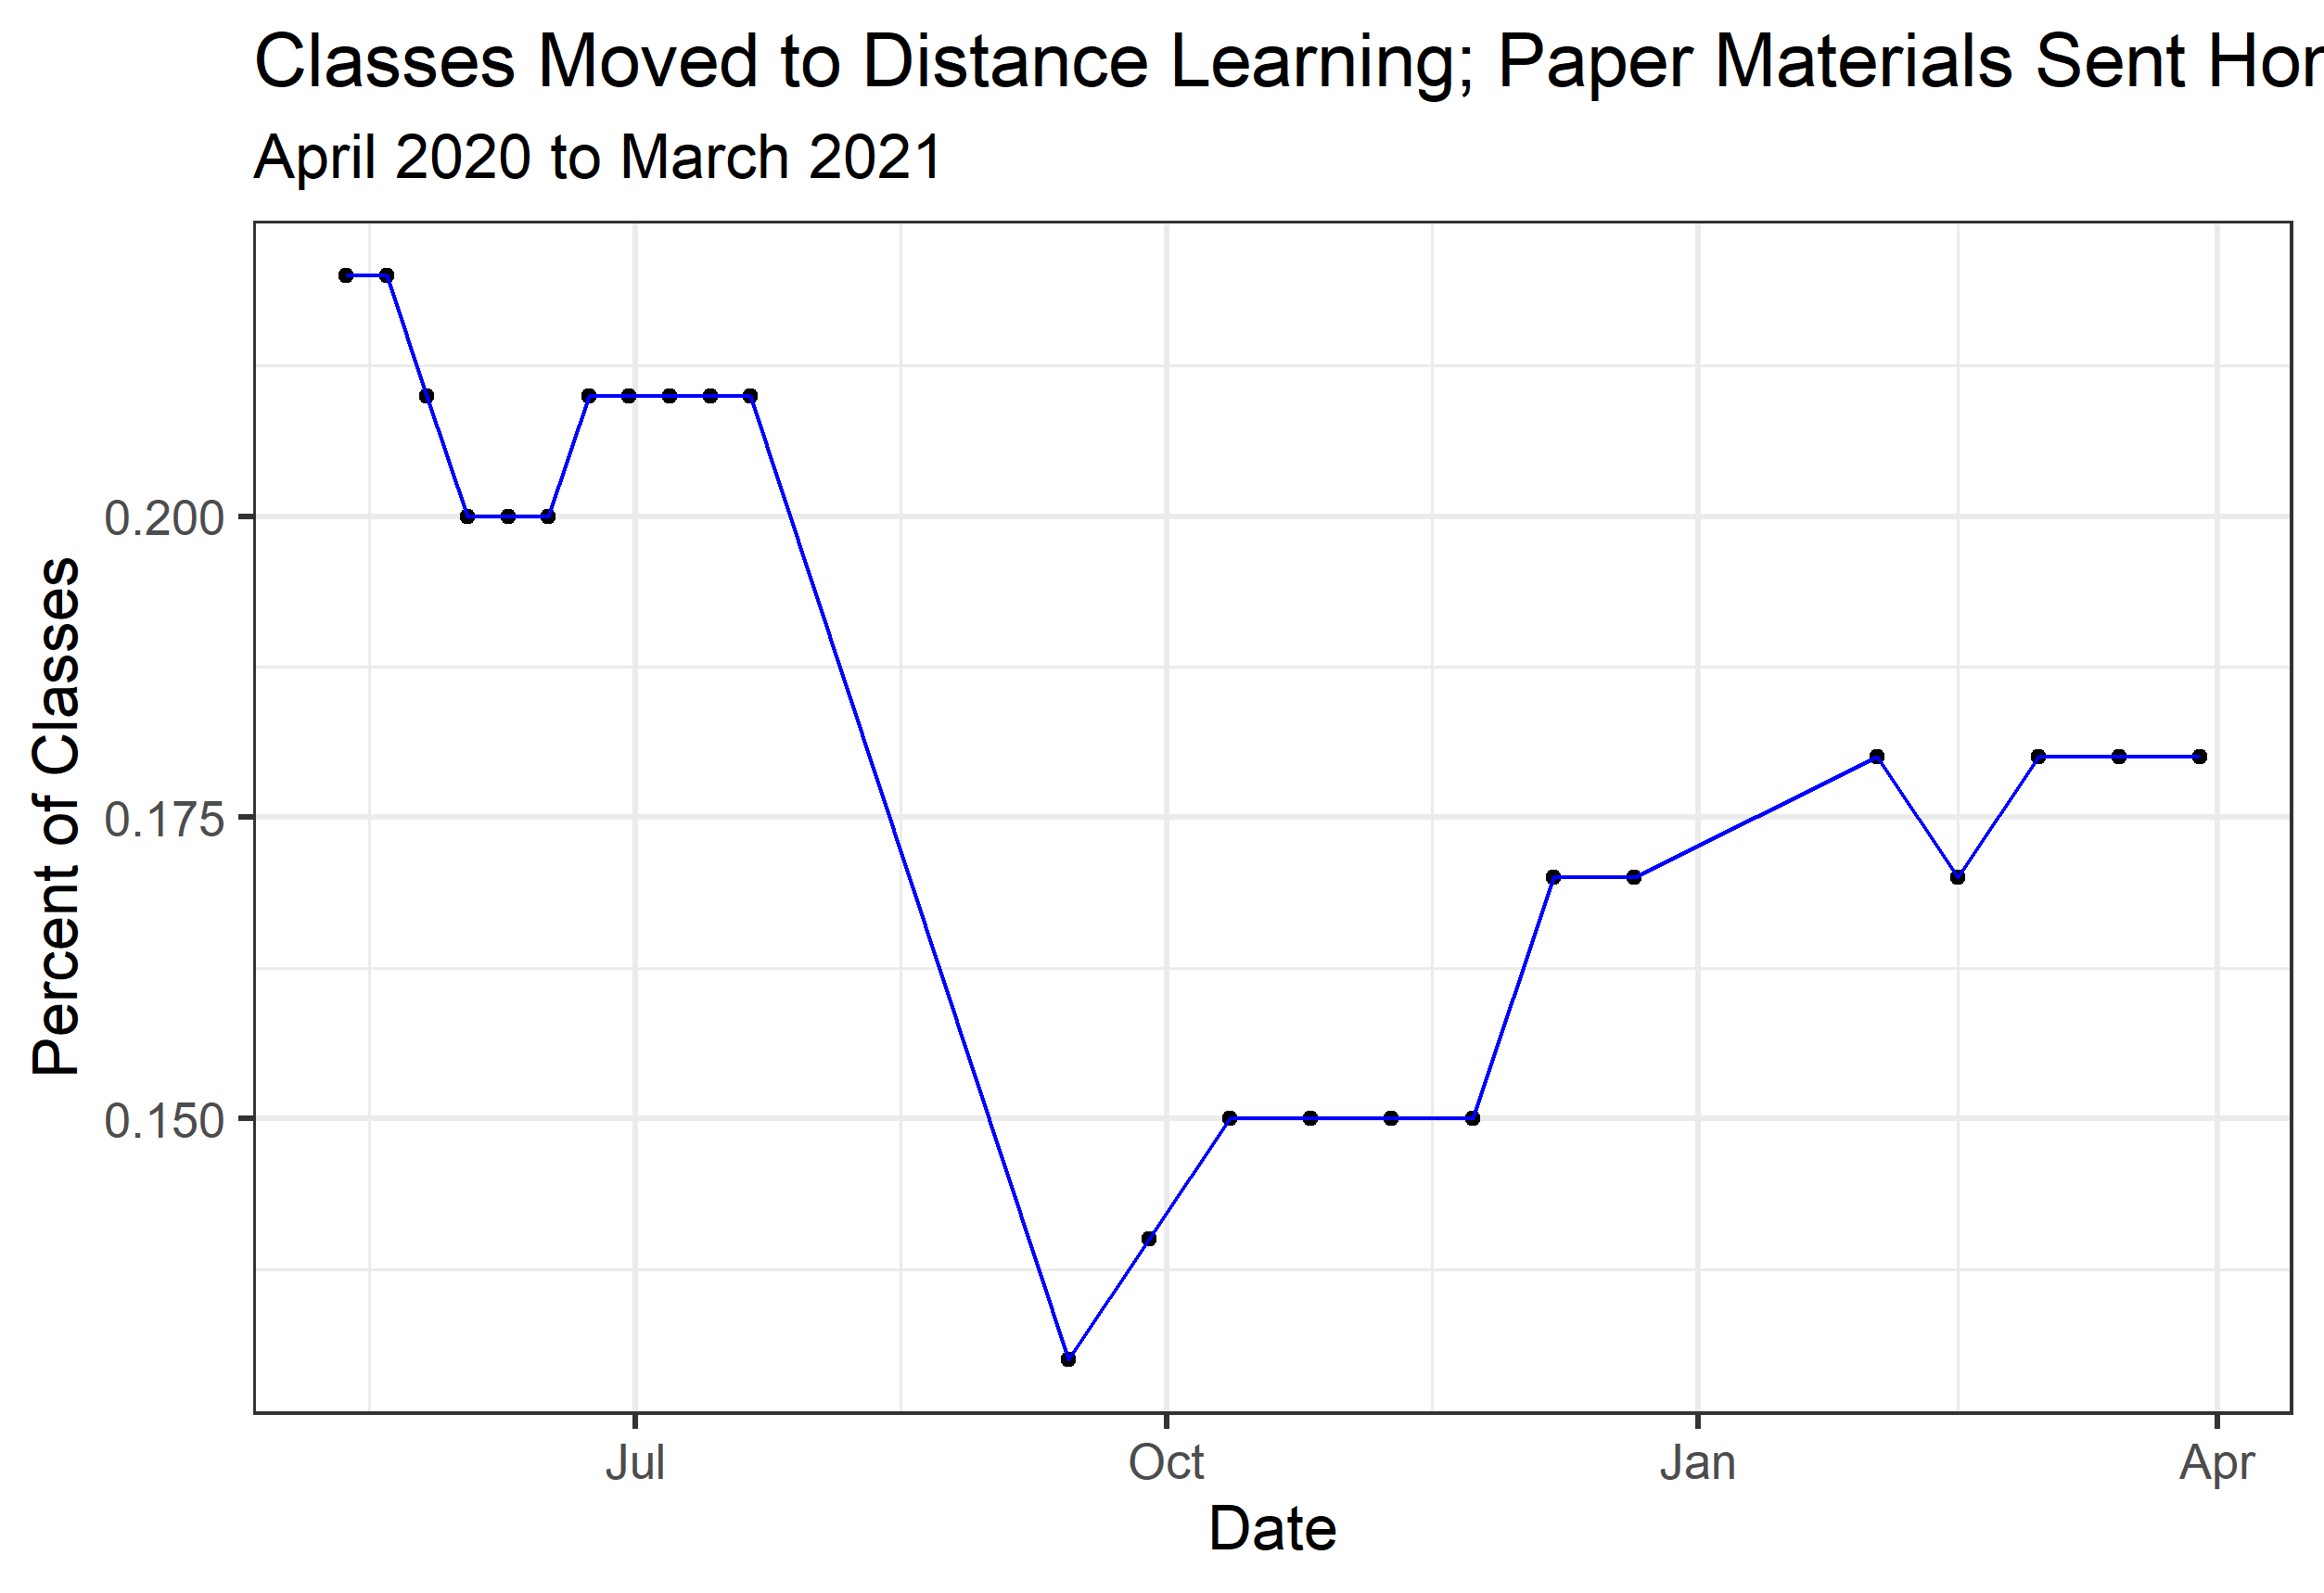 Classes Moved to Distance Learning; Paper Materials Sent Hor
April 2020 to March 2021
0.200
0.175
0.150
Percent of Classes
Jul Oct Jan Apr
Date